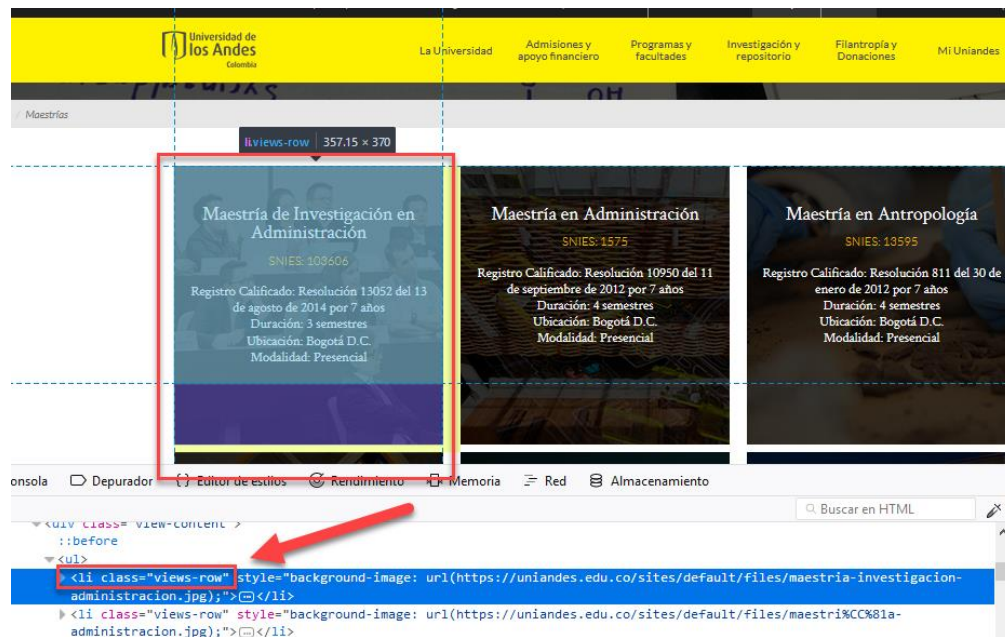 Universidad de
los Andes
Colombia
La Universidad
Admisiones y
apoyo financiero
Programas y
facultades
Investigación y
repositorio
Filantropía y
Donaciones
Mi Uniandes
/ Maestrías
li.views-row | 357.15 × 370
Maestría de Investigación en
Administración
SNIES: 103606
Registro Calificado: Resolución 13052 del 13
de agosto de 2014 por 7 años
Duración: 3 semestres
Ubicación: Bogotá D.C.
Modalidad: Presencial
Maestría en Administración
SNIES: 1575
Registro Calificado: Resolución 10950 del 11
de septiembre de 2012 por 7 años
Duración: 4 semestres
Ubicación: Bogotá D.C.
Modalidad: Presencial
Maestría en Antropología
SNIES: 13595
Registro Calificado: Resolución 811 del 30 de
enero de 2012 por 7 años
Duración: 4 semestres
Ubicación: Bogotá D.C.
Modalidad: Presencial
onsola
Depurador
{ } Editor de estilos
Rendimiento
Memoria
Red
Almacenamiento
Buscar en HTML
<div class="view-content">
::before
<ul>
<li class="views-row" style="background-image: url(https://uniandes.edu.co/sites/default/files/maestria-investigacion-
administracion.jpg);"></li>
<li class="views-row" style="background-image: url(https://uniandes.edu.co/sites/default/files/maestri%CC%81a-
administracion.jpg);"></li>